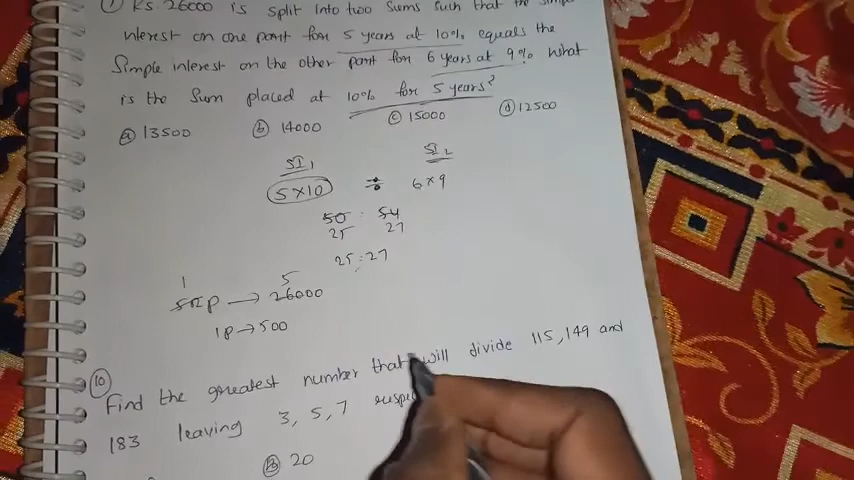 Rs. 26000 is split into two sums such that the simple
interest on one part for 5 years at 10% equals the
Simple interest on the other part for 6 years at 9% what
is the Sum placed at 10% for 5 years?
ⓐ 13500 ⓑ 14000 ⓒ 15000 ⓓ 12500
SI1 SI2
5×10 6×9
50 : 54
25 27
25:27
1 5
52p → 26000
1p → 500
⑩ Find the greatest number that will divide 115, 149 and
183 leaving 3, 5, 7
ⓑ 20